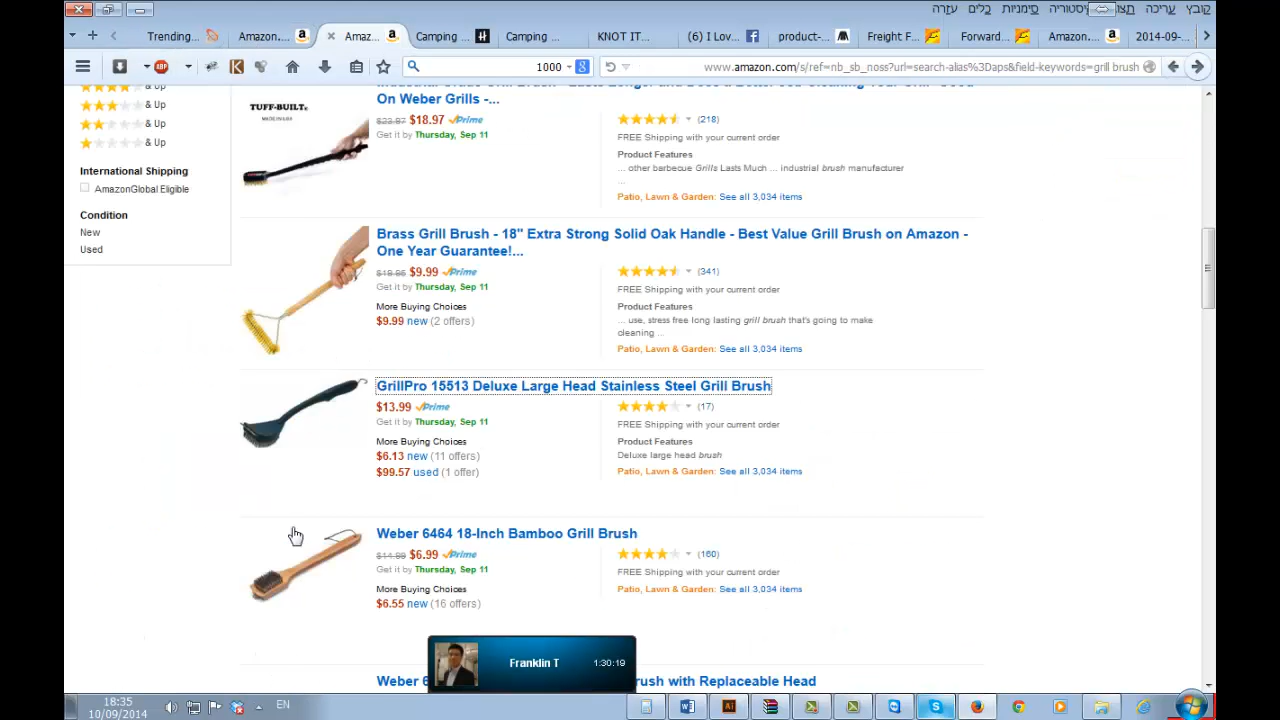 קובץ עריכה תצוגה היסטוריה סימניות כלים עזרה
Trending... Amazon.... Amaz... Camping ... Camping ... KNOT IT... (6) I Lov... product-... Freight F... Forward... Amazon.... 2014-09-...
1000 www.amazon.com/s/ref=nb_sb_noss?url=search-alias%3Daps&field-keywords=grill brush
& Up
& Up
& Up
& Up
International Shipping
AmazonGlobal Eligible
Condition
New
Used
TUFF-BUILT
On Weber Grills -...
$23.97 $18.97 Prime
Get it by Thursday, Sep 11
(218)
FREE Shipping with your current order
Product Features
... other barbecue Grills Lasts Much ... industrial brush manufacturer
...
Patio, Lawn & Garden: See all 3,034 items
Brass Grill Brush - 18" Extra Strong Solid Oak Handle - Best Value Grill Brush on Amazon -
One Year Guarantee!...
$19.95 $9.99 Prime
Get it by Thursday, Sep 11
More Buying Choices
$9.99 new (2 offers)
(341)
FREE Shipping with your current order
Product Features
... use, stress free long lasting grill brush that's going to make
cleaning ...
Patio, Lawn & Garden: See all 3,034 items
GrillPro 15513 Deluxe Large Head Stainless Steel Grill Brush
$13.99 Prime
Get it by Thursday, Sep 11
More Buying Choices
$6.13 new (11 offers)
$99.57 used (1 offer)
(17)
FREE Shipping with your current order
Product Features
Deluxe large head brush
Patio, Lawn & Garden: See all 3,034 items
Weber 6464 18-Inch Bamboo Grill Brush
$14.99 $6.99 Prime
Get it by Thursday, Sep 11
More Buying Choices
$6.55 new (16 offers)
(160)
FREE Shipping with your current order
Patio, Lawn & Garden: See all 3,034 items
Weber 6 rush with Replaceable Head
Franklin T 1:30:19
18:35
10/09/2014
EN